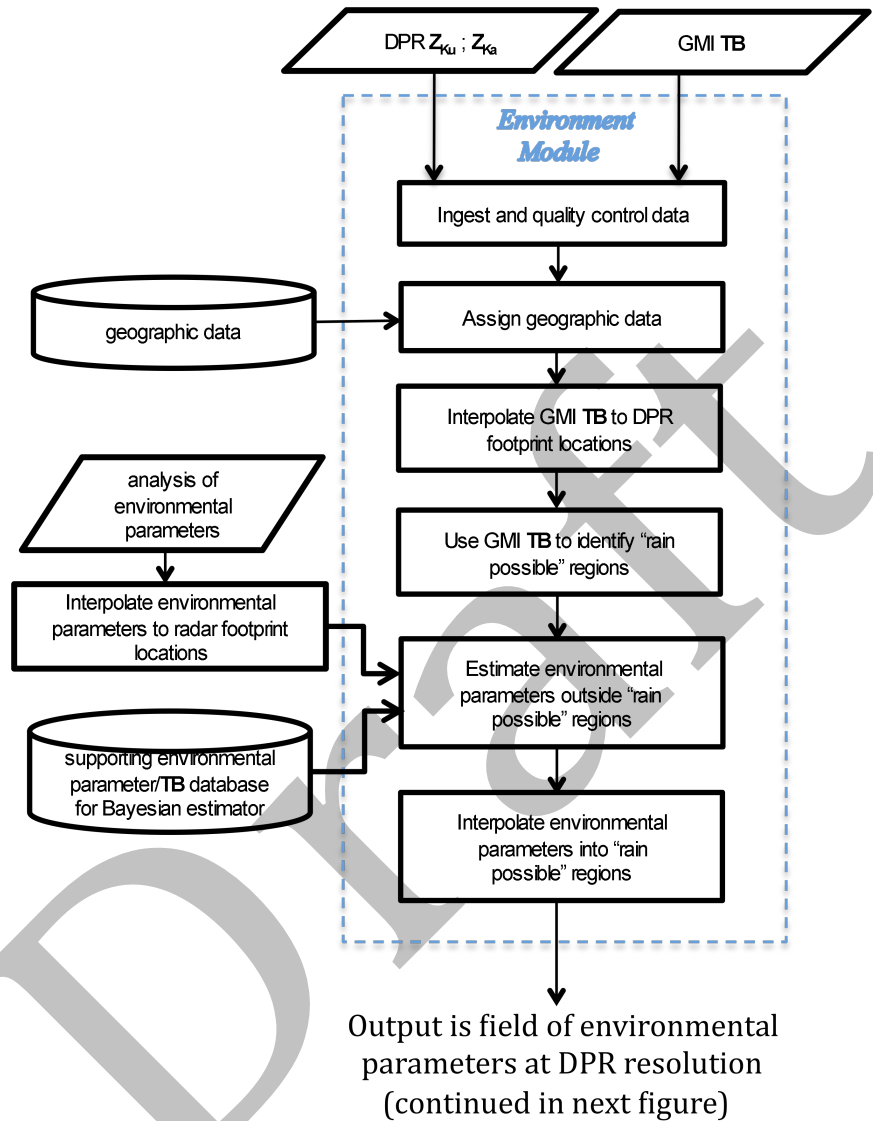 DPR ZKu ; ZKa
GMI TB
Environment
Module
Ingest and quality control data
geographic data
Assign geographic data
Interpolate GMI TB to DPR
footprint locations
analysis of
environmental
parameters
Use GMI TB to identify “rain
possible” regions
Interpolate environmental
parameters to radar footprint
locations
Estimate environmental
parameters outside “rain
possible” regions
supporting environmental
parameter/TB database
for Bayesian estimator
Interpolate environmental
parameters into “rain
possible” regions
Output is field of environmental
parameters at DPR resolution
(continued in next figure)
Draft